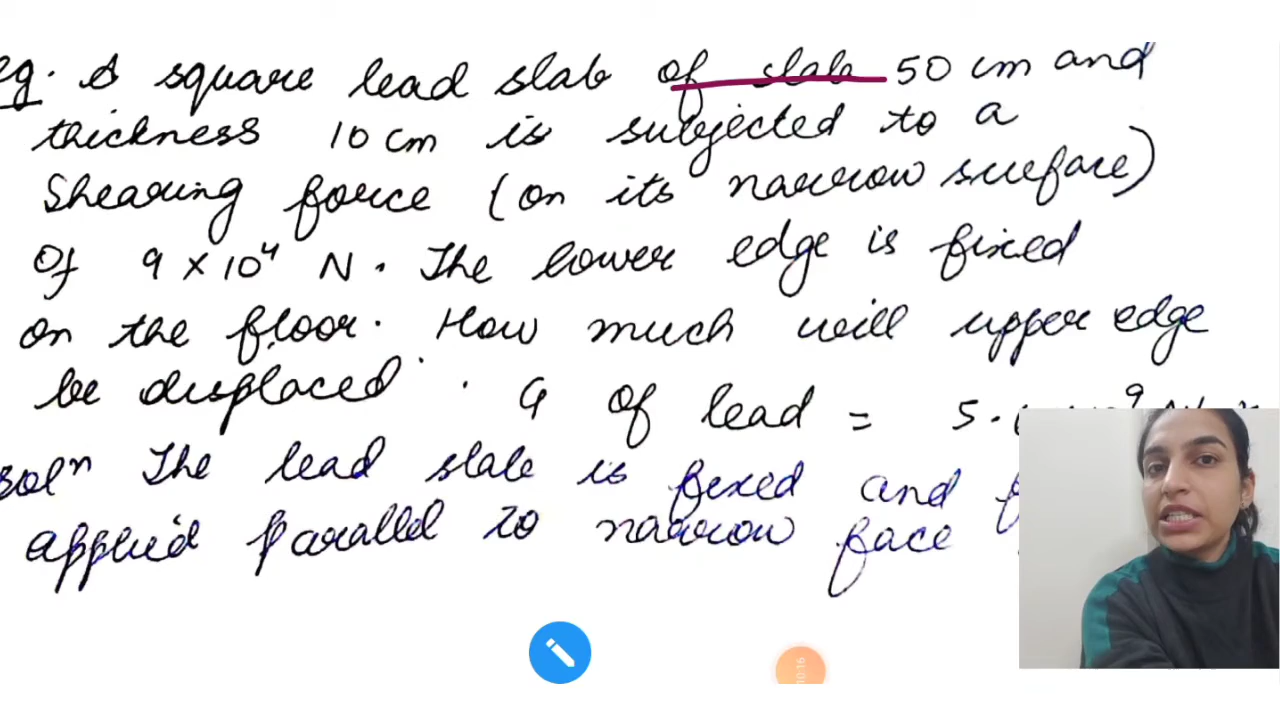 eg. A square lead slab of slab 50 cm and
thickness 10 cm is subjected to a
Shearing force (on its narrow surface)
Of 9 × 10⁴ N. The lower edge is fixed
on the floor. How much will upper edge
be displaced. G of lead = 5.
Solⁿ The lead slab is fixed and
applied parallel to narrow face
10:16